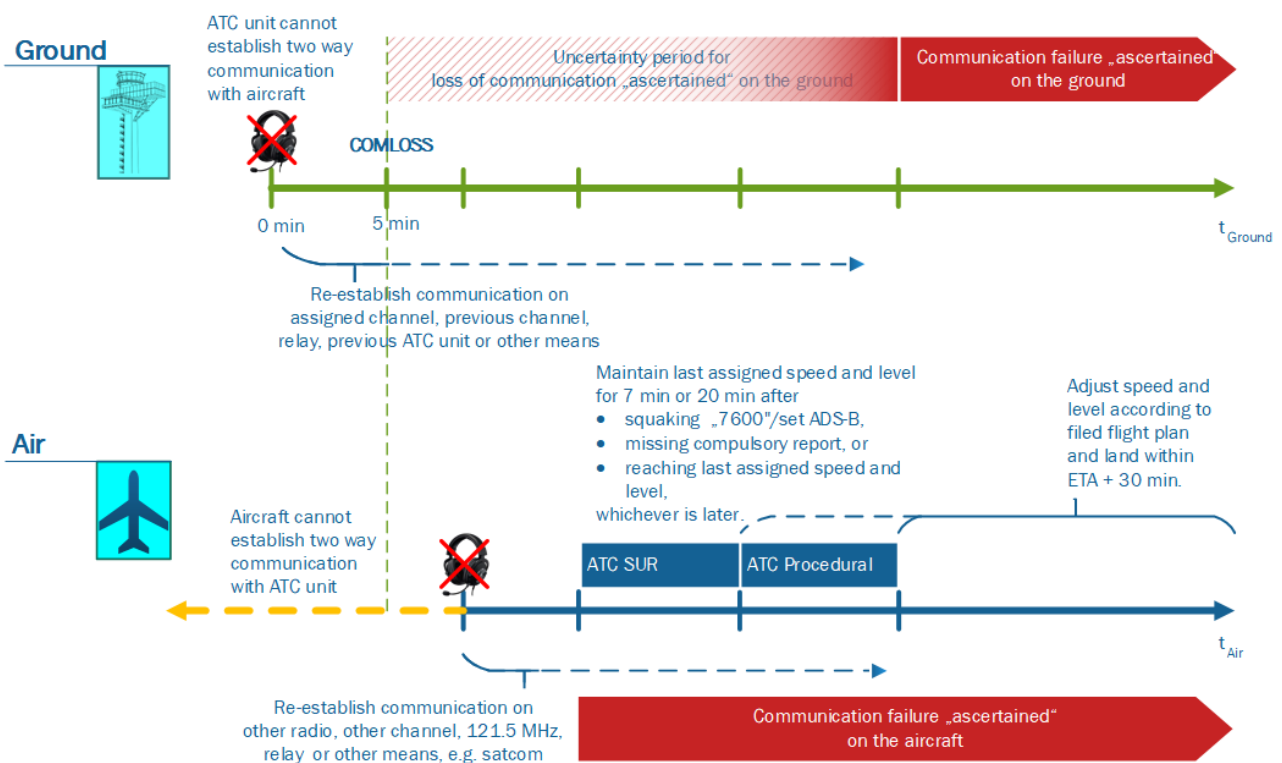 Ground
ATC unit cannot
establish two way
communication
with aircraft
Uncertainty period for
loss of communication „ascertained“ on the ground
Communication failure „ascertained“
on the ground
COMLOSS
0 min
5 min
t Ground
Re-establish communication on
assigned channel, previous channel,
relay, previous ATC unit or other means
Air
Aircraft cannot
establish two way
communication
with ATC unit
Maintain last assigned speed and level
for 7 min or 20 min after
• squaking „7600"/set ADS-B,
• missing compulsory report, or
• reaching last assigned speed and
level,
whichever is later.
Adjust speed and
level according to
filed flight plan
and land within
ETA + 30 min.
ATC SUR
ATC Procedural
t Air
Re-establish communication on
other radio, other channel, 121.5 MHz,
relay or other means, e.g. satcom
Communication failure „ascertained“
on the aircraft